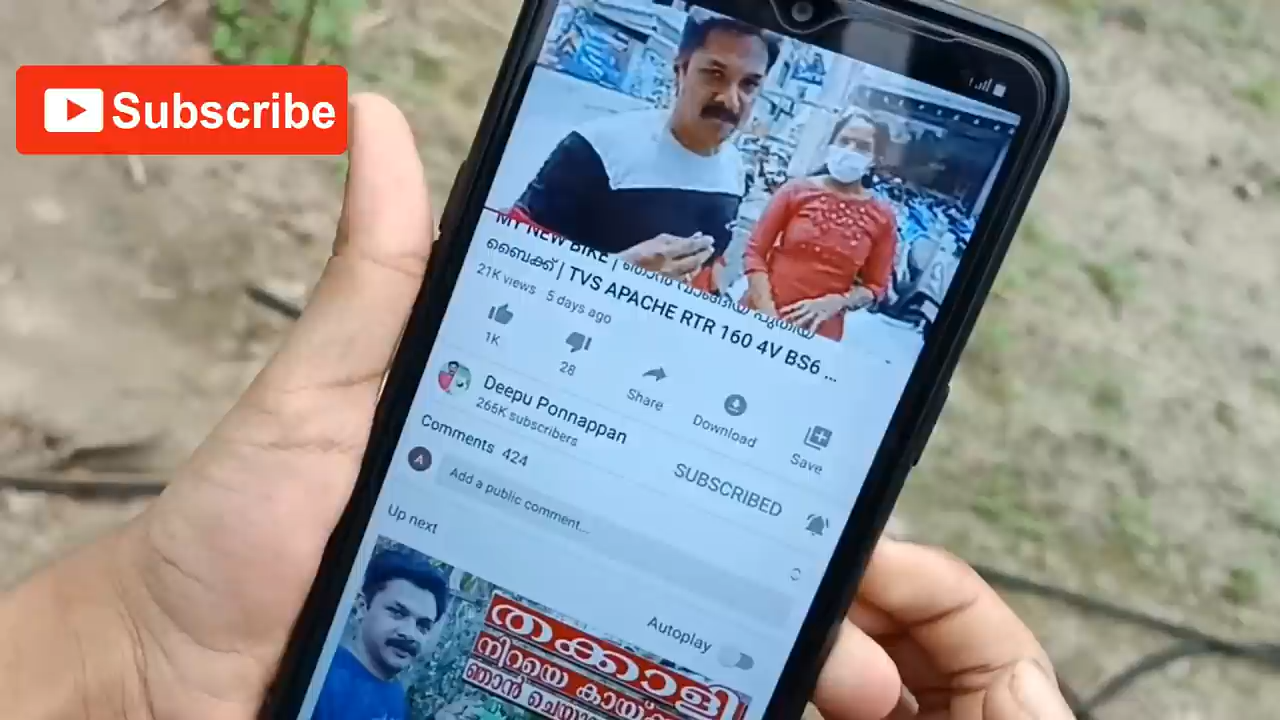 Subscribe
MY NEW BIKE | ഞാൻ വാങ്ങിയ പുതിയ
ബൈക്ക് | TVS APACHE RTR 160 4V BS6 ...
21K views 5 days ago
1K
28
Share
Download
Save
Deepu Ponnappan
266K subscribers
SUBSCRIBED
Comments 424
A
Add a public comment...
Up next
Autoplay
തക്കാളി
നിറയെ കായ്ക്ക
ഞാൻ